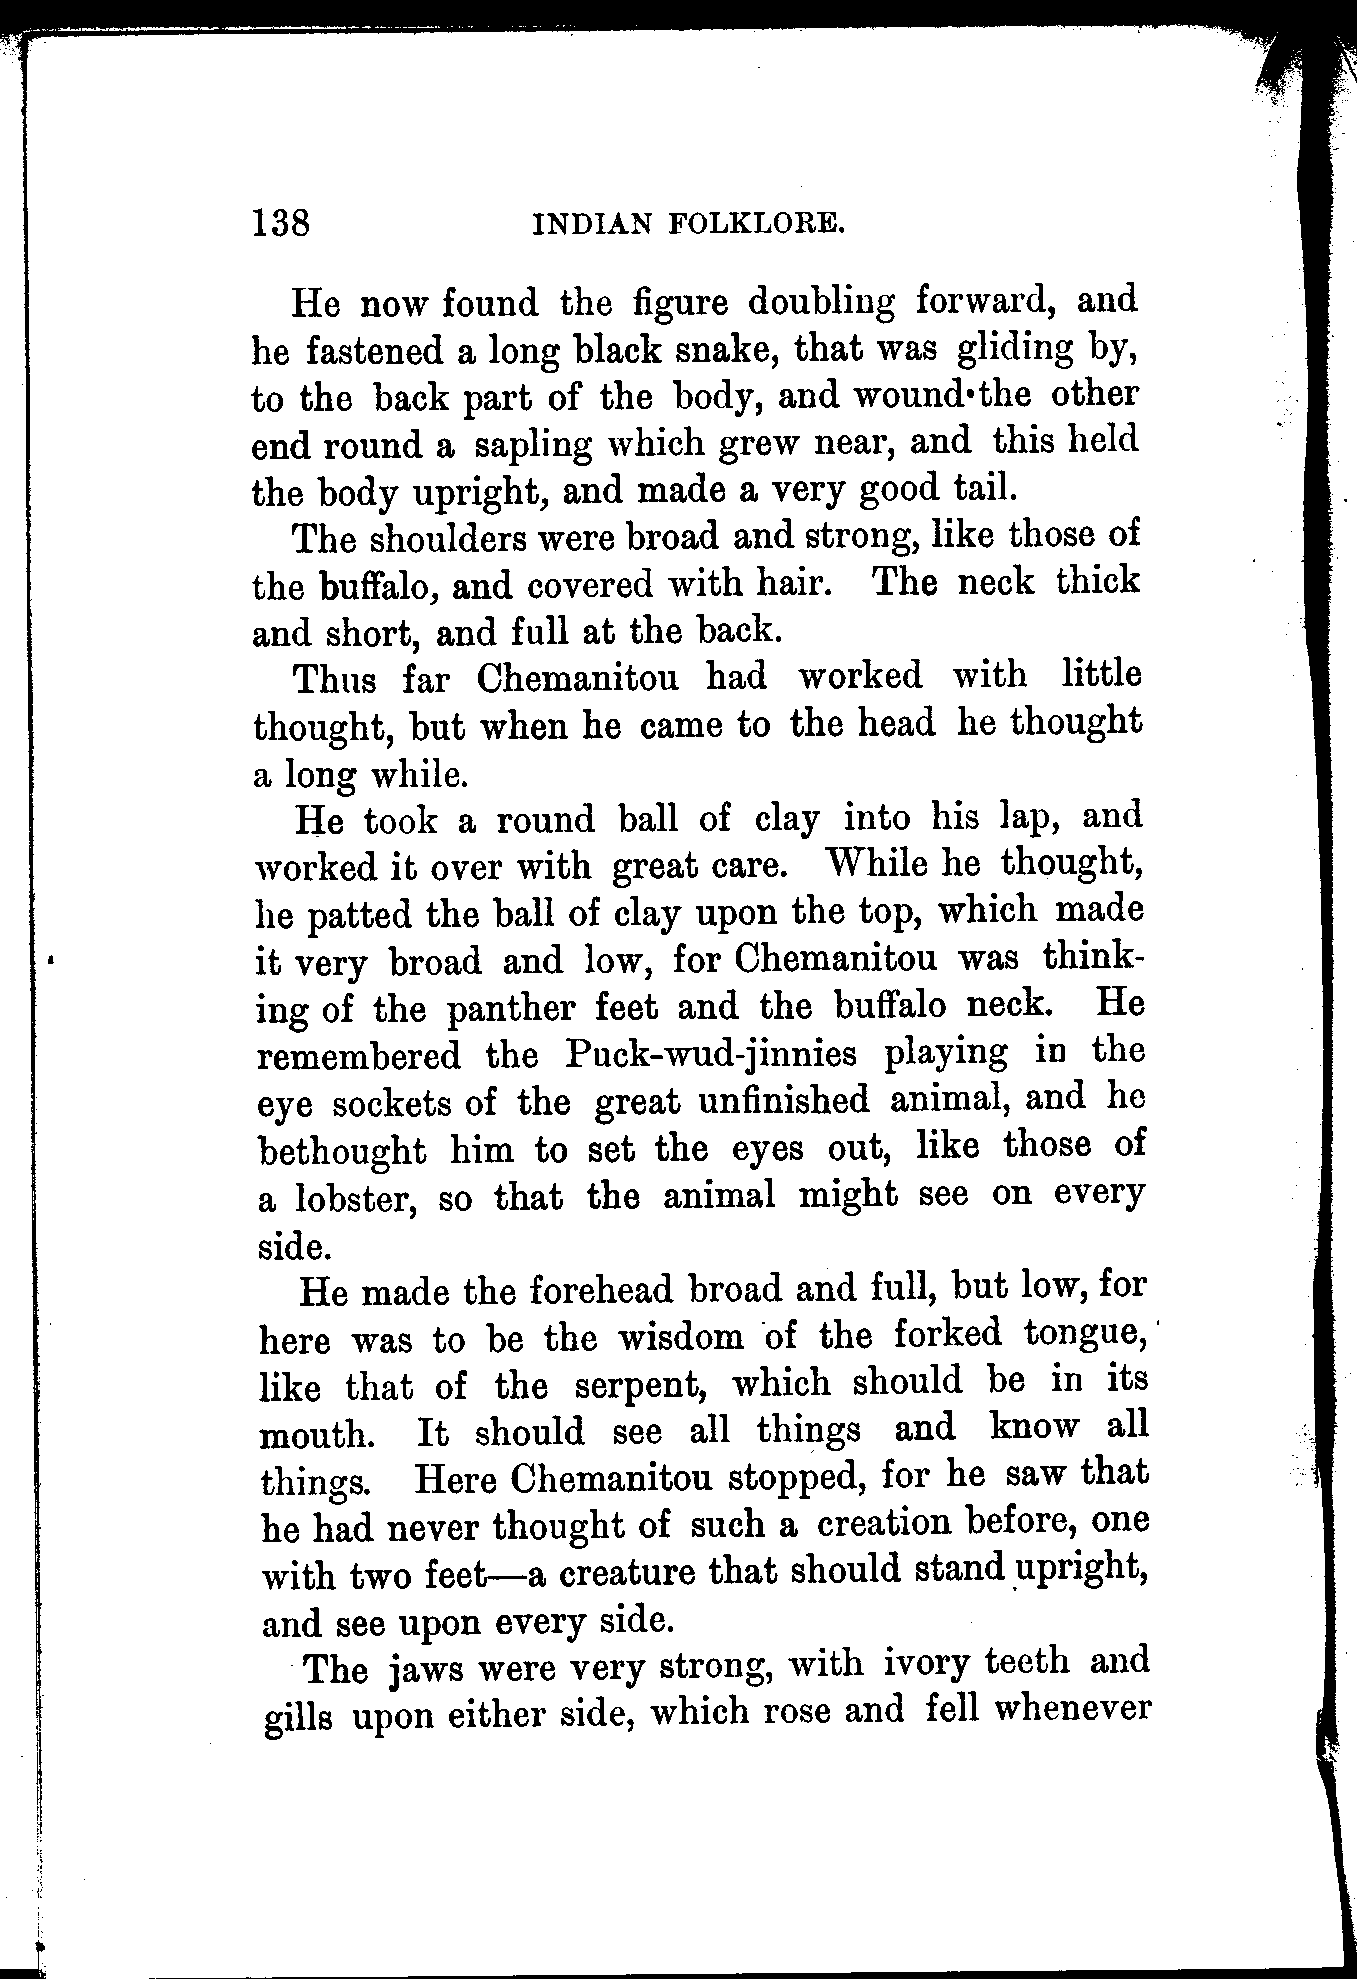 138 INDIAN FOLKLORE.
He now found the figure doubling forward, and
he fastened a long black snake, that was gliding by,
to the back part of the body, and wound the other
end round a sapling which grew near, and this held
the body upright, and made a very good tail.
The shoulders were broad and strong, like those of
the buffalo, and covered with hair. The neck thick
and short, and full at the back.
Thus far Chemanitou had worked with little
thought, but when he came to the head he thought
a long while.
He took a round ball of clay into his lap, and
worked it over with great care. While he thought,
he patted the ball of clay upon the top, which made
it very broad and low, for Chemanitou was think-
ing of the panther feet and the buffalo neck. He
remembered the Puck-wud-jinnies playing in the
eye sockets of the great unfinished animal, and he
bethought him to set the eyes out, like those of
a lobster, so that the animal might see on every
side.
He made the forehead broad and full, but low, for
here was to be the wisdom of the forked tongue,
like that of the serpent, which should be in its
mouth. It should see all things and know all
things. Here Chemanitou stopped, for he saw that
he had never thought of such a creation before, one
with two feet—a creature that should stand upright,
and see upon every side.
The jaws were very strong, with ivory teeth and
gills upon either side, which rose and fell whenever